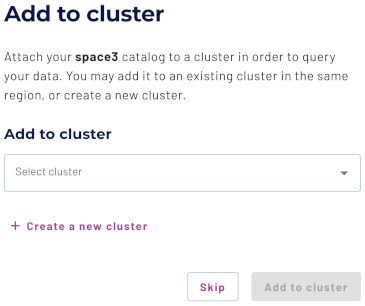 Add to cluster
Attach your space3 catalog to a cluster in order to query
your data. You may add it to an existing cluster in the same
region, or create a new cluster.
Add to cluster
Select cluster
+ Create a new cluster
Skip
Add to cluster